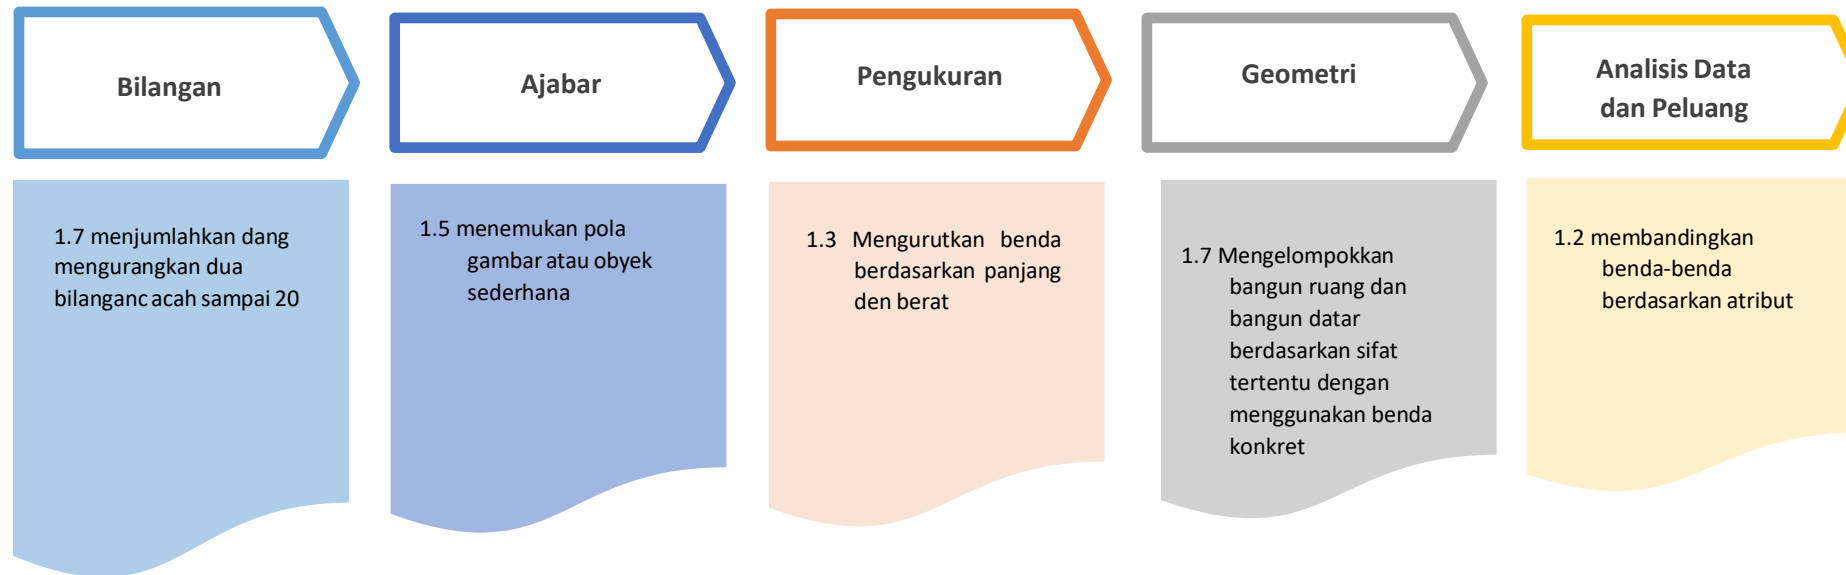 Bilangan
Ajabar
Pengukuran
Geometri
Analisis Data
dan Peluang
1.7 menjumlahkan dang
mengurangkan dua
bilanganc acah sampai 20
1.5 menemukan pola
gambar atau obyek
sederhana
1.3 Mengurutkan benda
berdasarkan panjang
den berat
1.7 Mengelompokkan
bangun ruang dan
bangun datar
berdasarkan sifat
tertentu dengan
menggunakan benda
konkret
1.2 membandingkan
benda-benda
berdasarkan atribut